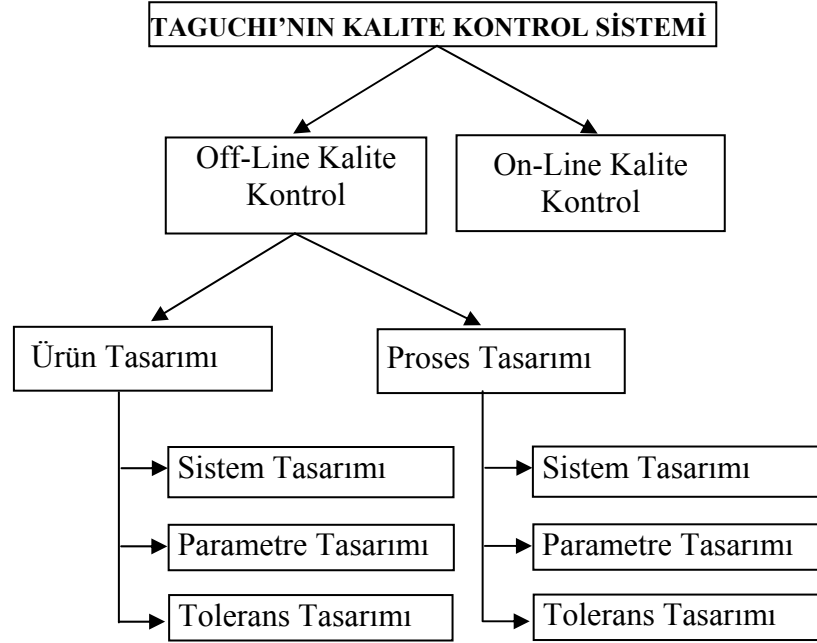 TAGUCHI’NIN KALITE KONTROL SİSTEMİ
Off-Line Kalite
Kontrol
On-Line Kalite
Kontrol
Ürün Tasarımı
Proses Tasarımı
Sistem Tasarımı
Parametre Tasarımı
Tolerans Tasarımı
Sistem Tasarımı
Parametre Tasarımı
Tolerans Tasarımı